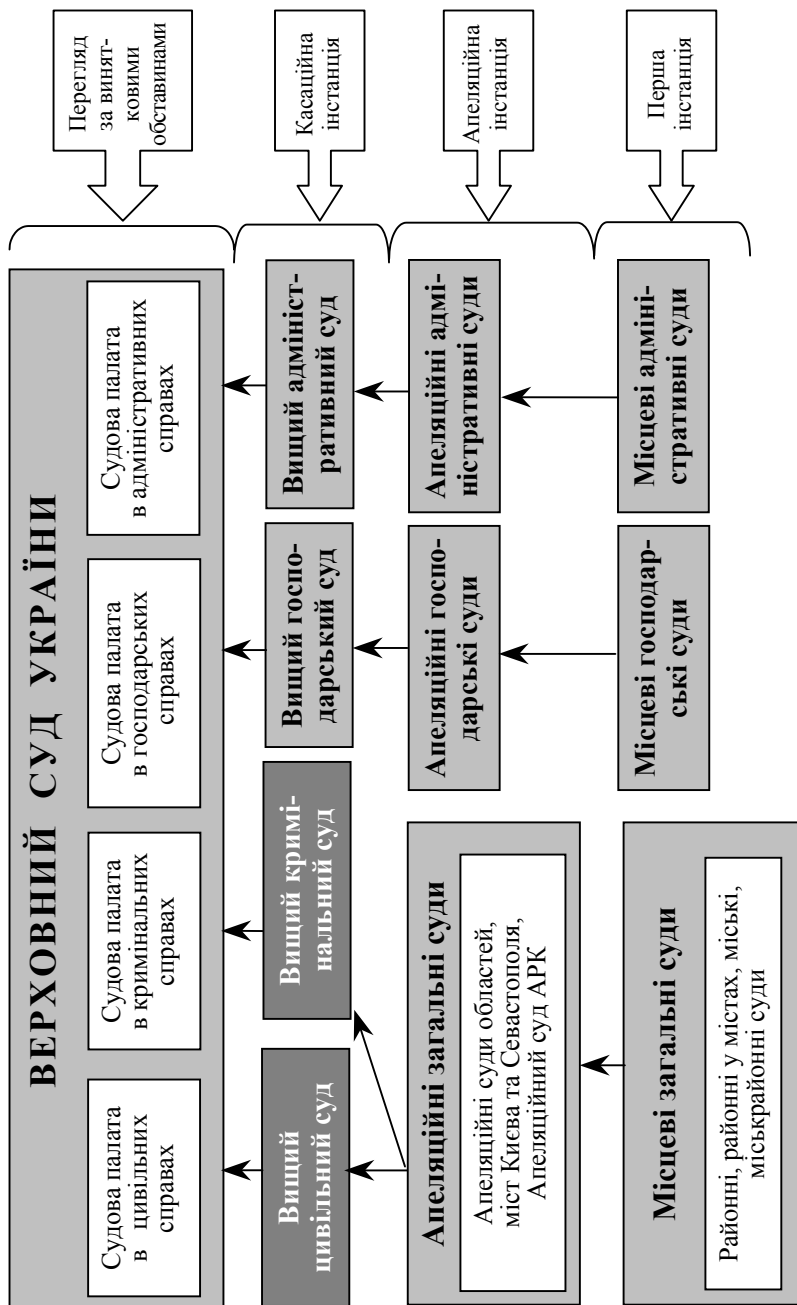 ВЕРХОВНИЙ СУД УКРАЇНИ
Судова палата
в цивільних
справах
Судова палата
в кримінальних
справах
Судова палата
в господарських
справах
Судова палата
в адміністративних
справах
Перегляд
за винят-
ковими
обставинами
Вищий
цивільний суд
Вищий кримі-
нальний суд
Вищий госпо-
дарський суд
Вищий адмініст-
ративний суд
Касаційна
інстанція
Апеляційні загальні суди
Апеляційні суди областей,
міст Києва та Севастополя,
Апеляційний суд АРК
Апеляційні госпо-
дарські суди
Апеляційні адмі-
ністративні суди
Апеляційна
інстанція
Місцеві загальні суди
Районні, районні у містах, міські,
міськрайонні суди
Місцеві господар-
ські суди
Місцеві адміні-
стративні суди
Перша
інстанція